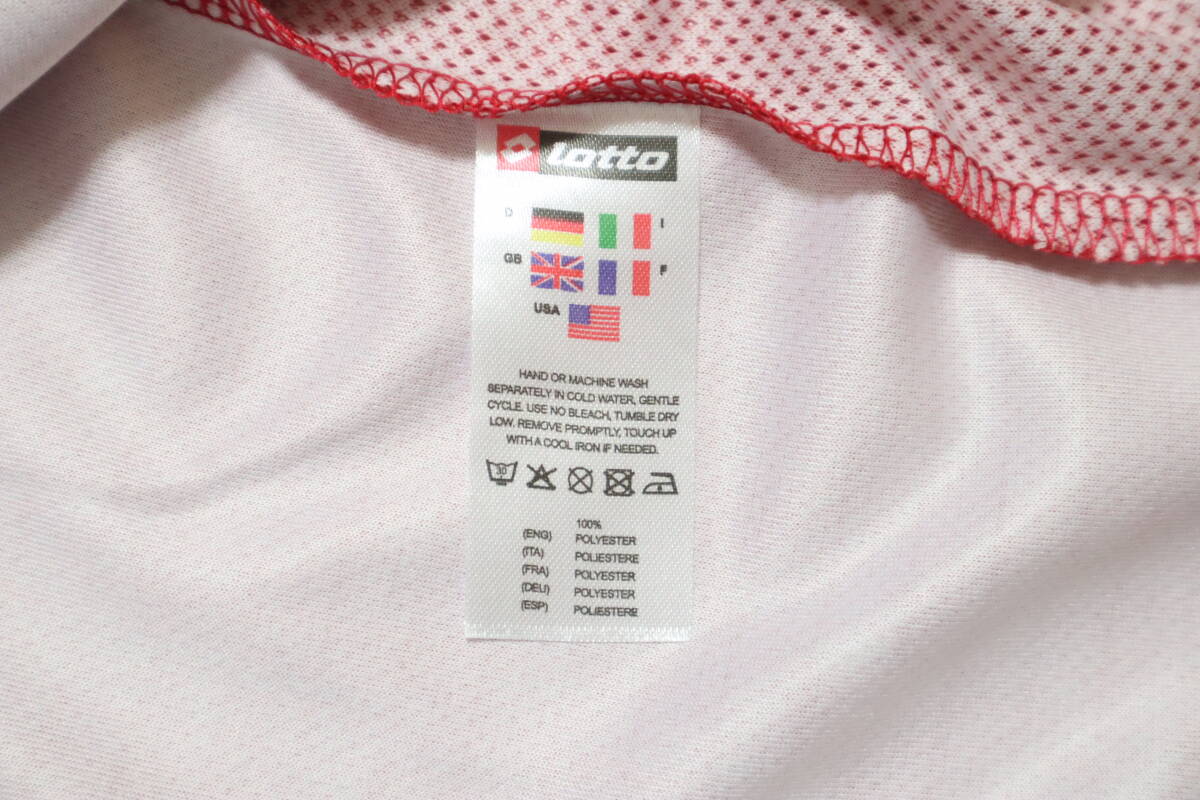 lotto
D
I
GB
F
USA
HAND OR MACHINE WASH
SEPARATELY IN COLD WATER, GENTLE
CYCLE. USE NO BLEACH, TUMBLE DRY
LOW. REMOVE PROMPTLY, TOUCH UP
WITH A COOL IRON IF NEEDED.
30
100%
(ENG) POLYESTER
(ITA) POLIESTERE
(FRA) POLYESTER
(DEU) POLYESTER
(ESP) POLIESTERE